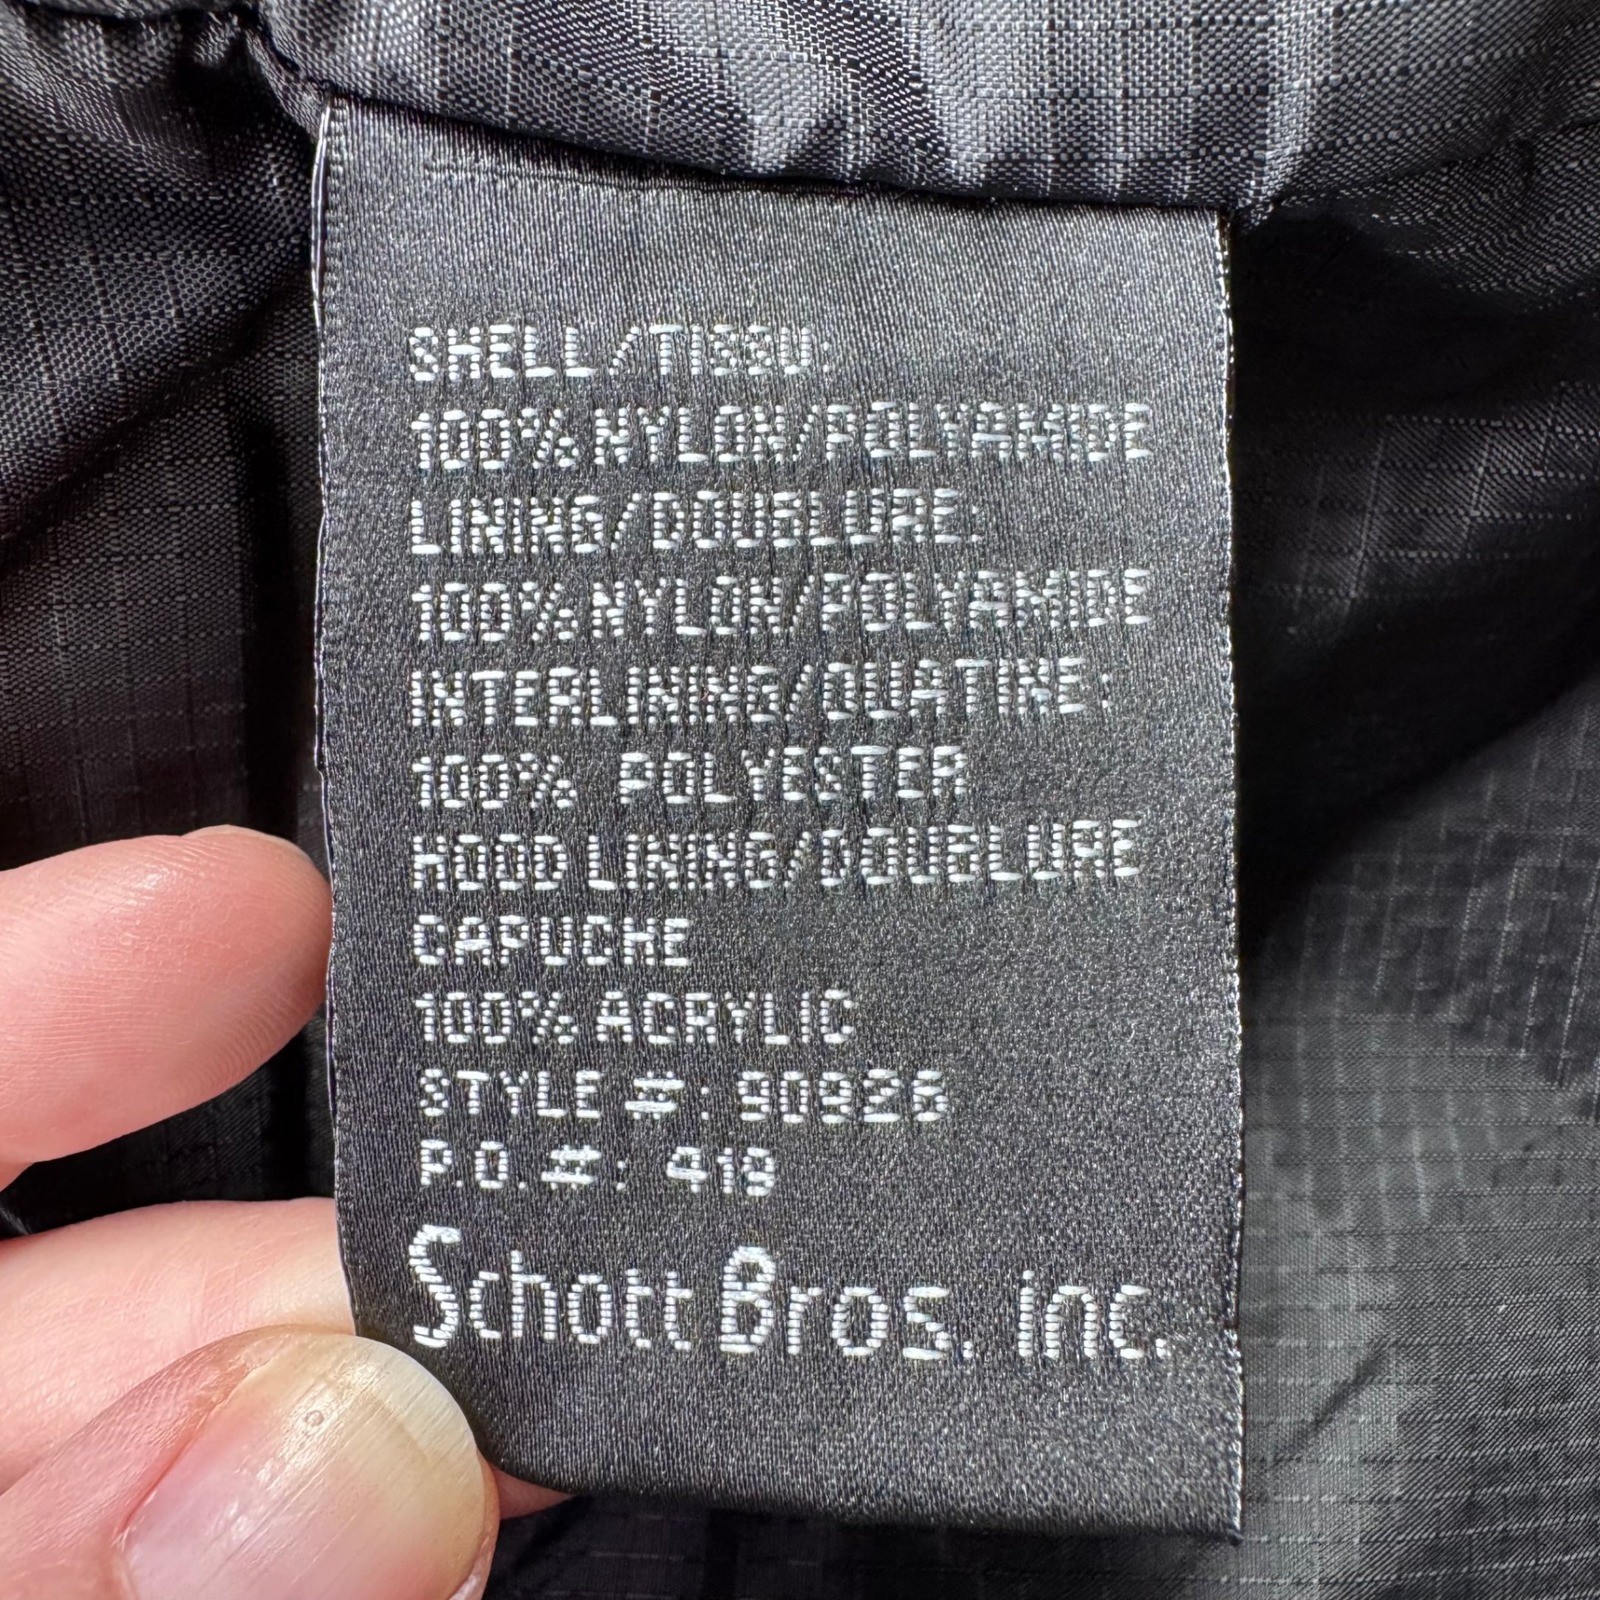 SHELL/TISSU:
100% NYLON/POLYAMIDE
LINING/DOUBLURE:
100% NYLON/POLYAMIDE
INTERLINING/OUATINE:
100% POLYESTER
HOOD LINING/DOUBLURE
CAPUCHE
100% ACRYLIC
STYLE #:
P.O. #: 419
Schott Bros. inc.